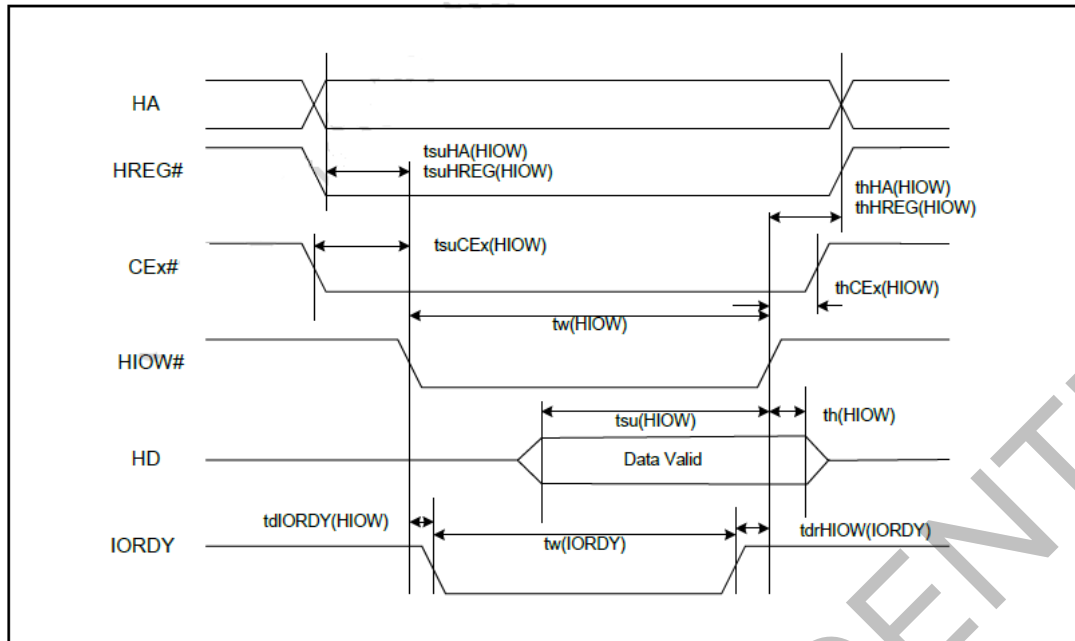 HA
HREG#
tsuHA(HIOW)
tsuHREG(HIOW)
thHA(HIOW)
thHREG(HIOW)
CEx#
tsuCEx(HIOW)
thCEx(HIOW)
tw(HIOW)
HIOW#
tsu(HIOW)
th(HIOW)
HD
Data Valid
tdIORDY(HIOW)
tw(IORDY)
tdrHIOW(IORDY)
IORDY
ENT